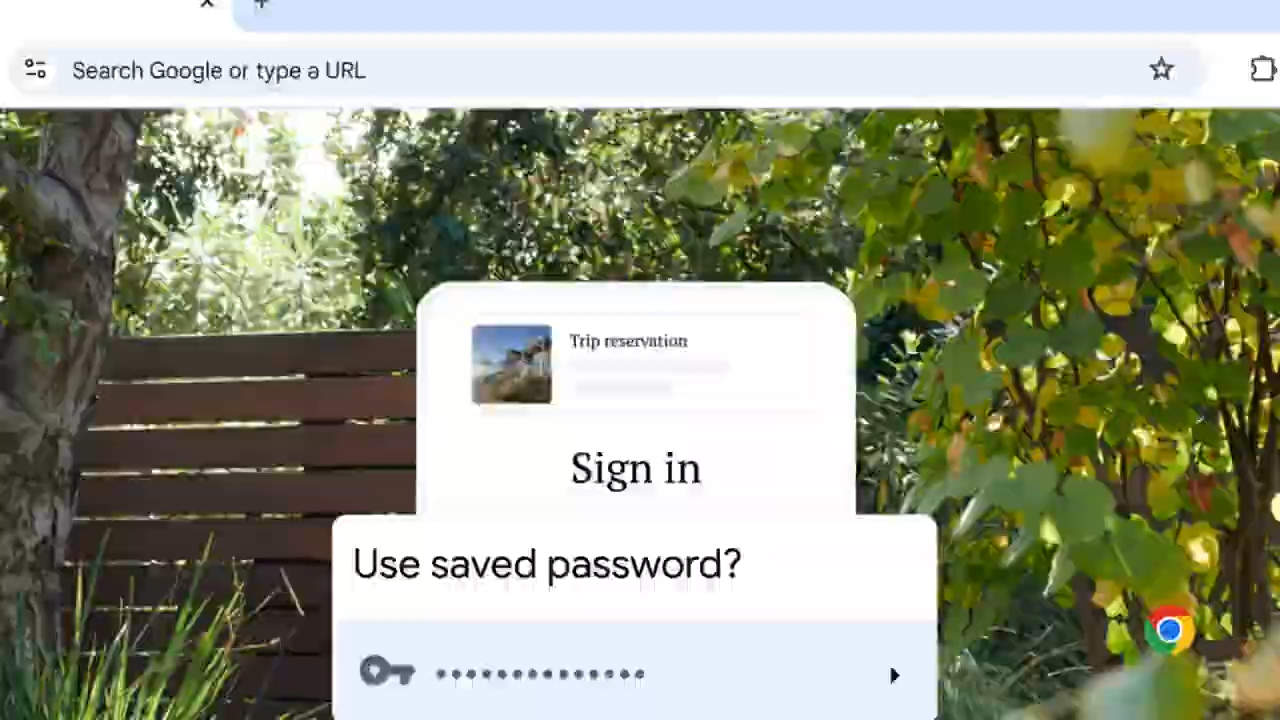 Search Google or type a URL
Trip reservation
Sign in
Use saved password?